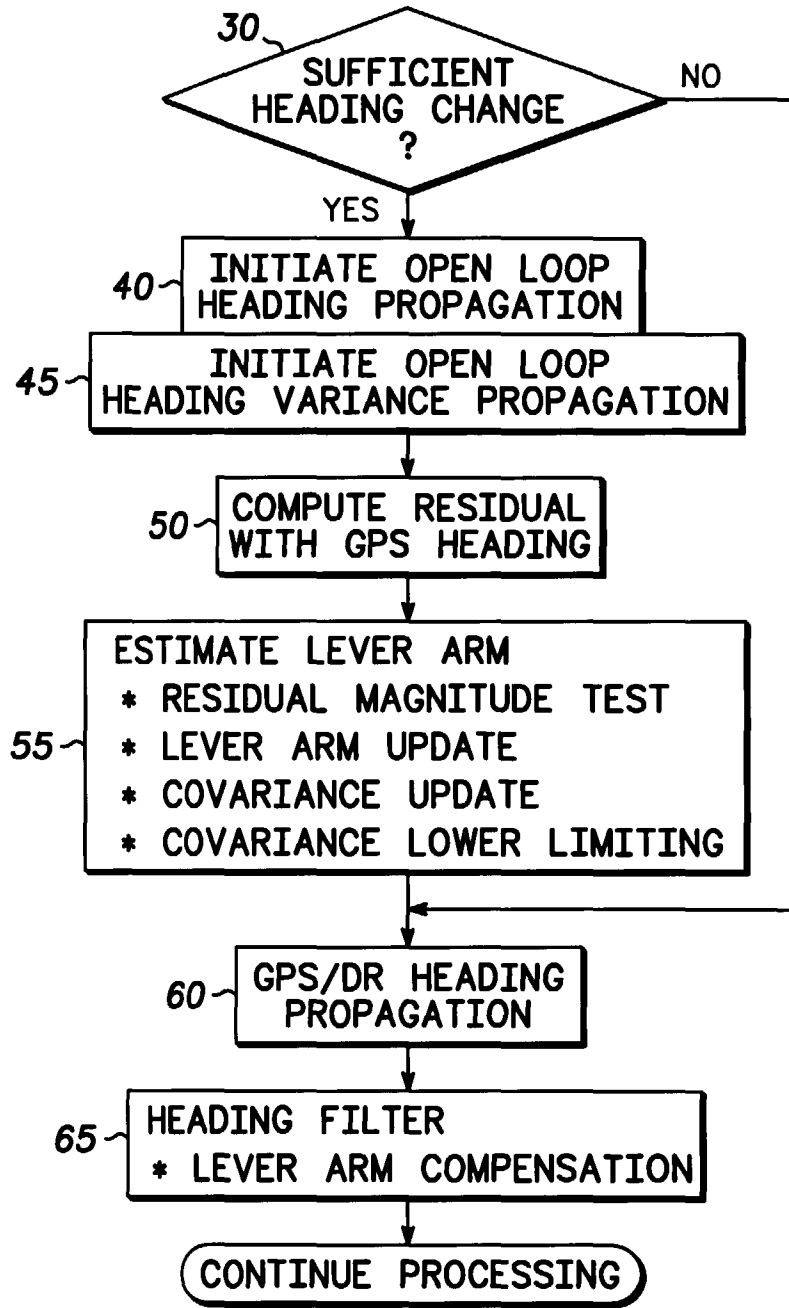 30
SUFFICIENT
HEADING CHANGE
?
NO
YES
40
INITIATE OPEN LOOP
HEADING PROPAGATION
45
INITIATE OPEN LOOP
HEADING VARIANCE PROPAGATION
50
COMPUTE RESIDUAL
WITH GPS HEADING
55
ESTIMATE LEVER ARM
* RESIDUAL MAGNITUDE TEST
* LEVER ARM UPDATE
* COVARIANCE UPDATE
* COVARIANCE LOWER LIMITING
60
GPS/DR HEADING
PROPAGATION
65
HEADING FILTER
* LEVER ARM COMPENSATION
CONTINUE PROCESSING